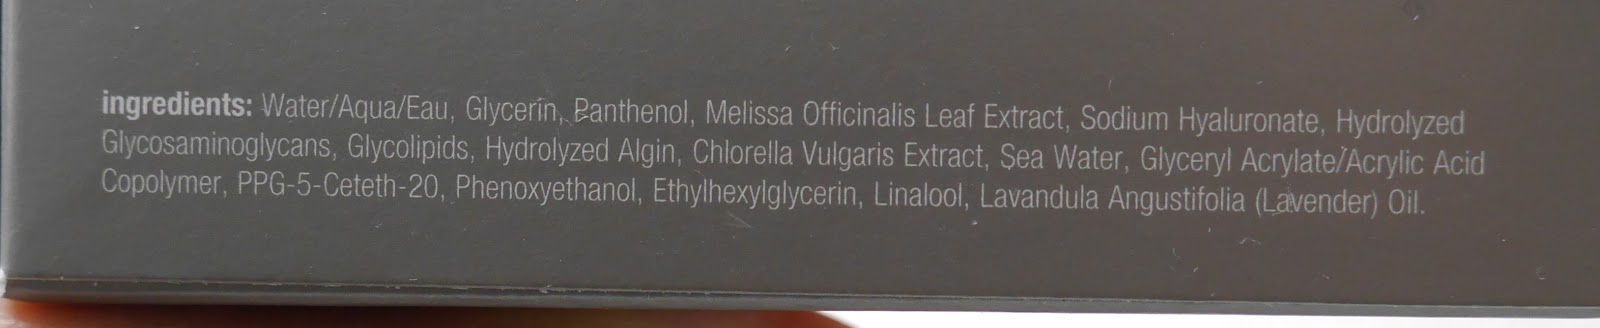 ingredients: Water/Aqua/Eau, Glycerin, Panthenol, Melissa Officinalis Leaf Extract, Sodium Hyaluronate, Hydrolyzed
Glycosaminoglycans, Glycolipids, Hydrolyzed Algin, Chlorella Vulgaris Extract, Sea Water, Glyceryl Acrylate/Acrylic Acid
Copolymer, PPG-5-Ceteth-20, Phenoxyethanol, Ethylhexylglycerin, Linalool, Lavandula Angustifolia (Lavender) Oil.